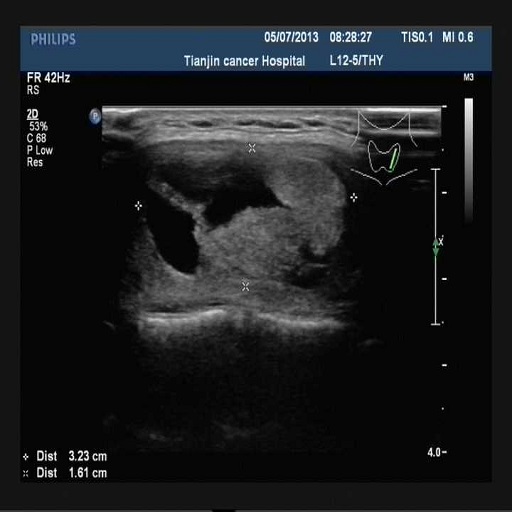 PHILIPS
05/07/2013 08:28:27 TIS0.1 MI 0.6
Tianjin cancer Hospital L12-5/THY
FR 42Hz
RS
M3
2D
53%
C 68
P Low
Res
P
x
4.0
Dist 3.23 cm
Dist 1.61 cm